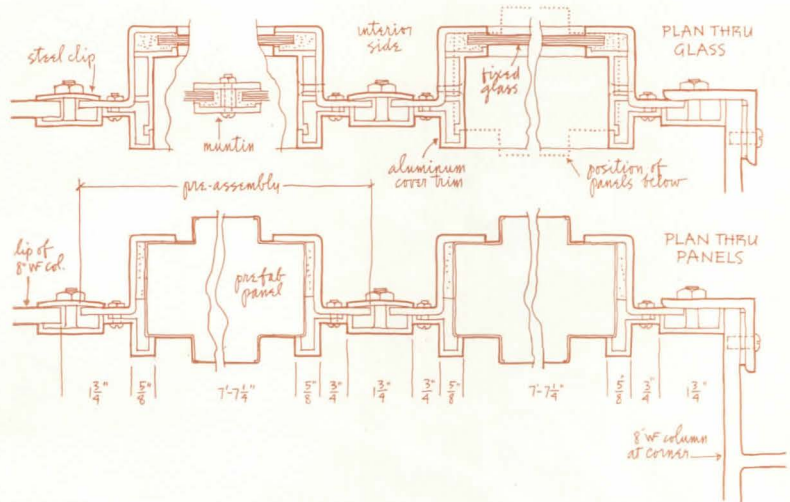 steel clip
interior
side
PLAN THRU
GLASS
fixed
glass
muntin
aluminum
cover trim
position of
panels below
pre-assembly
lip of
8" WF col.
prefab
panel
PLAN THRU
PANELS
1 3/4" 5/8" 7'-7 1/4" 5/8" 3/4" 1 3/4" 3/4" 5/8" 7'-7 1/4" 5/8" 3/4" 1 3/4"
8" WF column
at corner